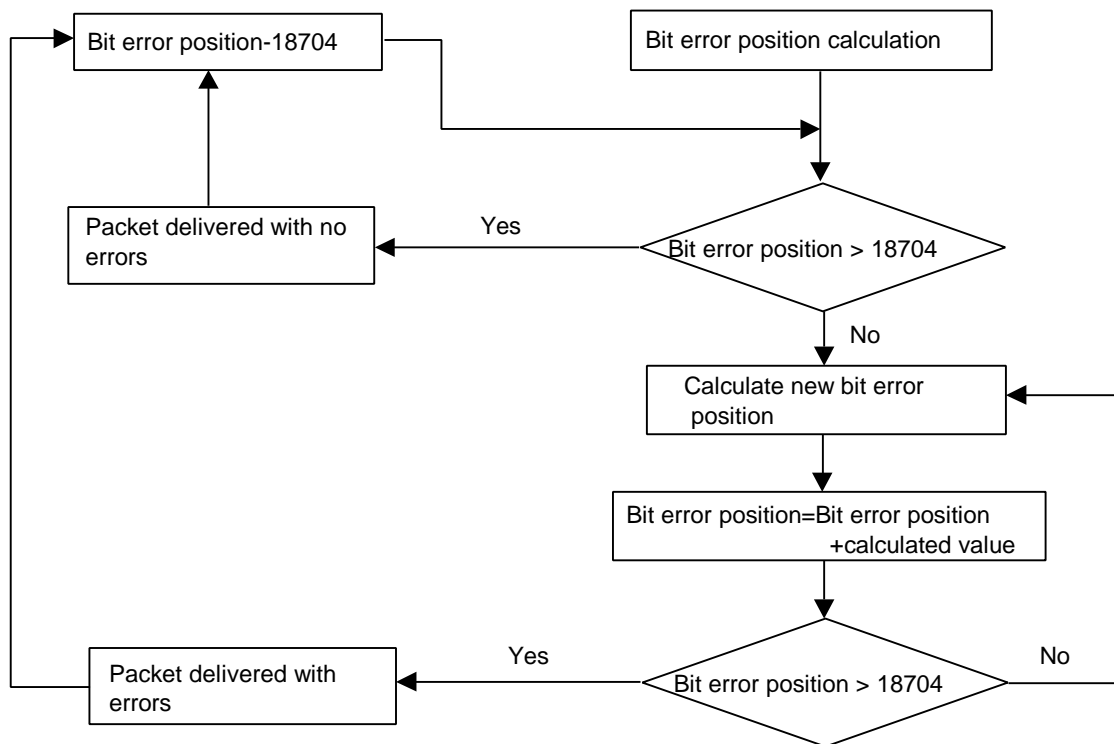 Bit error position-18704
Bit error position calculation
Packet delivered with no
errors
Yes
Bit error position > 18704
No
Calculate new bit error
position
Bit error position=Bit error position
+calculated value
Packet delivered with
errors
Yes
Bit error position > 18704
No